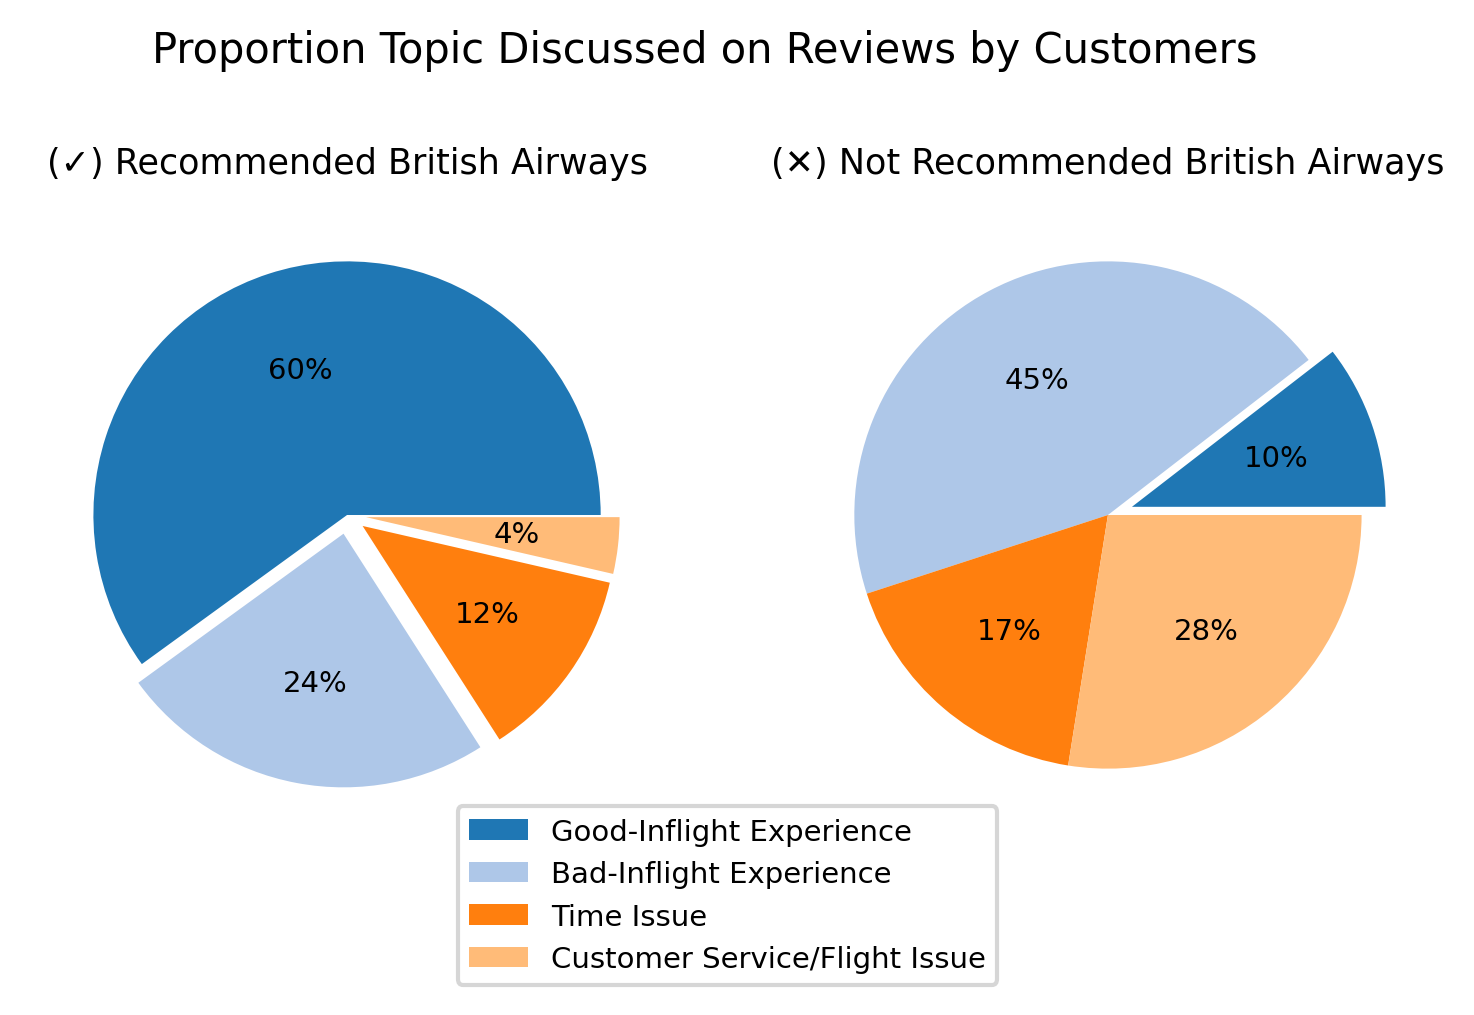 Proportion Topic Discussed on Reviews by Customers
(✓) Recommended British Airways
(✕) Not Recommended British Airways
60%
4%
12%
24%
45%
10%
17%
28%
Good-Inflight Experience
Bad-Inflight Experience
Time Issue
Customer Service/Flight Issue